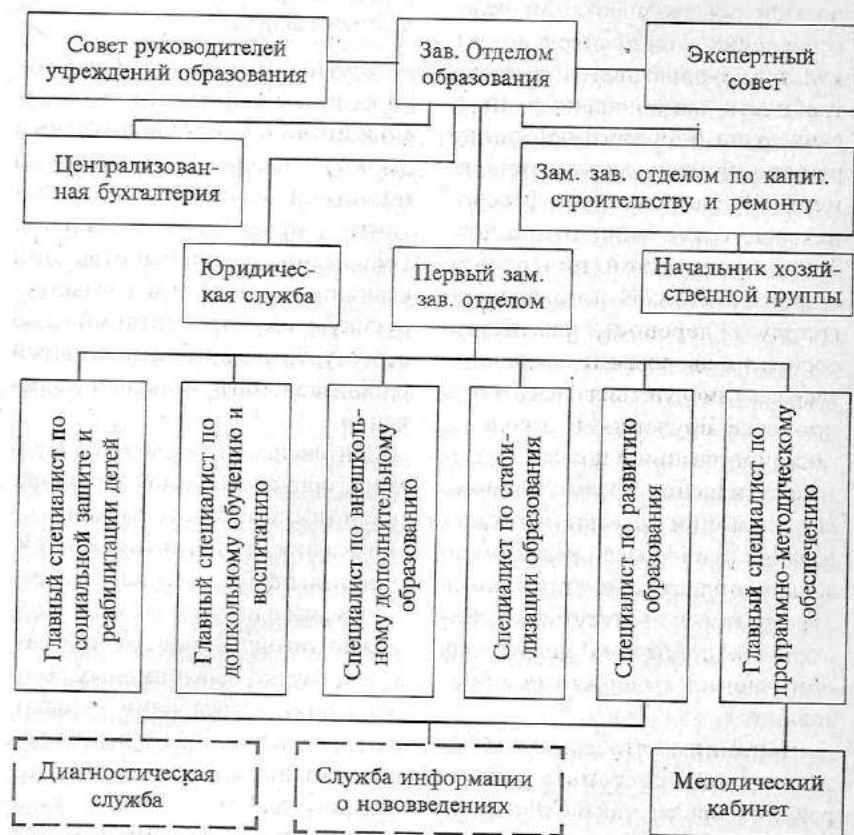 Совет руководителей
учреждений образования
Зав. Отделом
образования
Экспертный
совет
Централизован-
ная бухгалтерия
Зам. зав. отделом по капит.
строительству и ремонту
Юридичес-
кая служба
Первый зам.
зав. отделом
Начальник хозяй-
ственной группы
Главный специалист по
социальной защите и
реабилитации детей
Главный специалист по
дошкольному обучению и
воспитанию
Специалист по внешколь-
ному дополнительному
образованию
Специалист по стаби-
лизации образования
Специалист по развитию
образования
Главный специалист по
программно-методическому
обеспечению
Диагностическая
служба
Служба информации
о нововведениях
Методический
кабинет